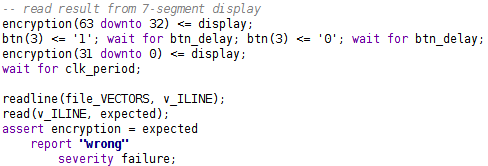 -- read result from 7-segment display
encryption(63 downto 32) <= display;
btn(3) <= '1'; wait for btn_delay; btn(3) <= '0'; wait for btn_delay;
encryption(31 downto 0) <= display;
wait for clk_period;

readline(file_VECTORS, v_ILINE);
read(v_ILINE, expected);
assert encryption = expected
    report "wrong"
        severity failure;